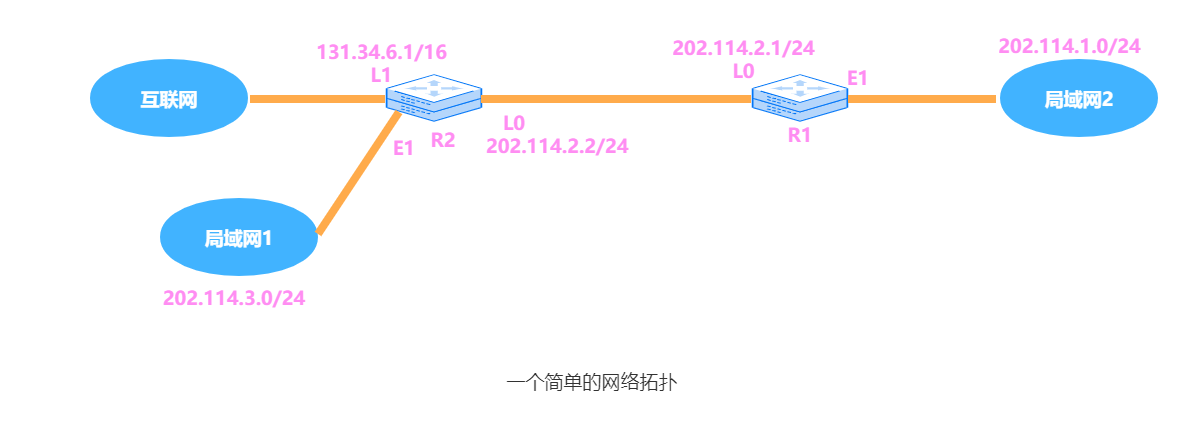 131.34.6.1/16
L1
互联网
E1
R2
L0
202.114.2.2/24
202.114.2.1/24
L0
E1
R1
202.114.1.0/24
局域网2
局域网1
202.114.3.0/24
一个简单的网络拓扑